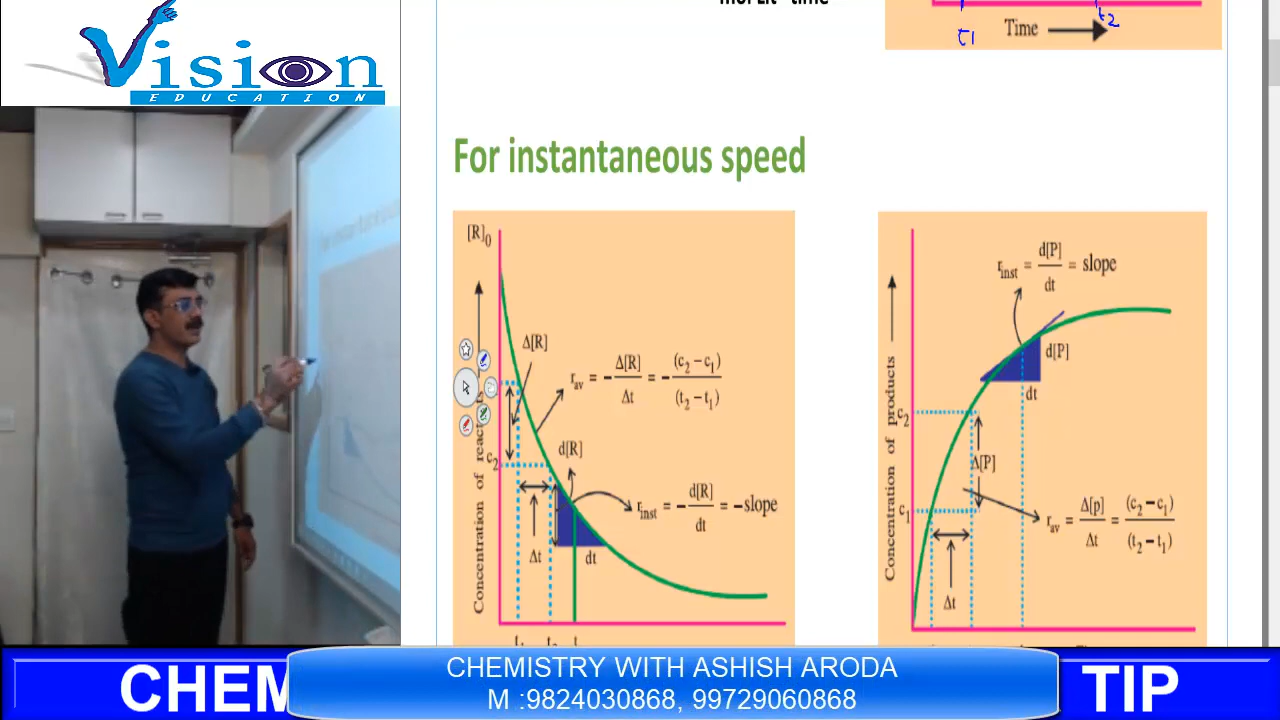 Vision
EDUCATION
t1
Time
t2
For instantaneous speed
[R]₀
Δ[R]
r_av = - Δ[R]/Δt = - (c₂-c₁)/(t₂-t₁)
c₂
d[R]
r_inst = - d[R]/dt = -slope
Δt
dt
Concentration of
r_inst = d[P]/dt = slope
d[P]
dt
c₂
Δ[P]
c₁
r_av = Δ[p]/Δt = (c₂-c₁)/(t₂-t₁)
Δt
Concentration of products
CHEM
CHEMISTRY WITH ASHISH ARODA
M :9824030868, 99729060868
TIP